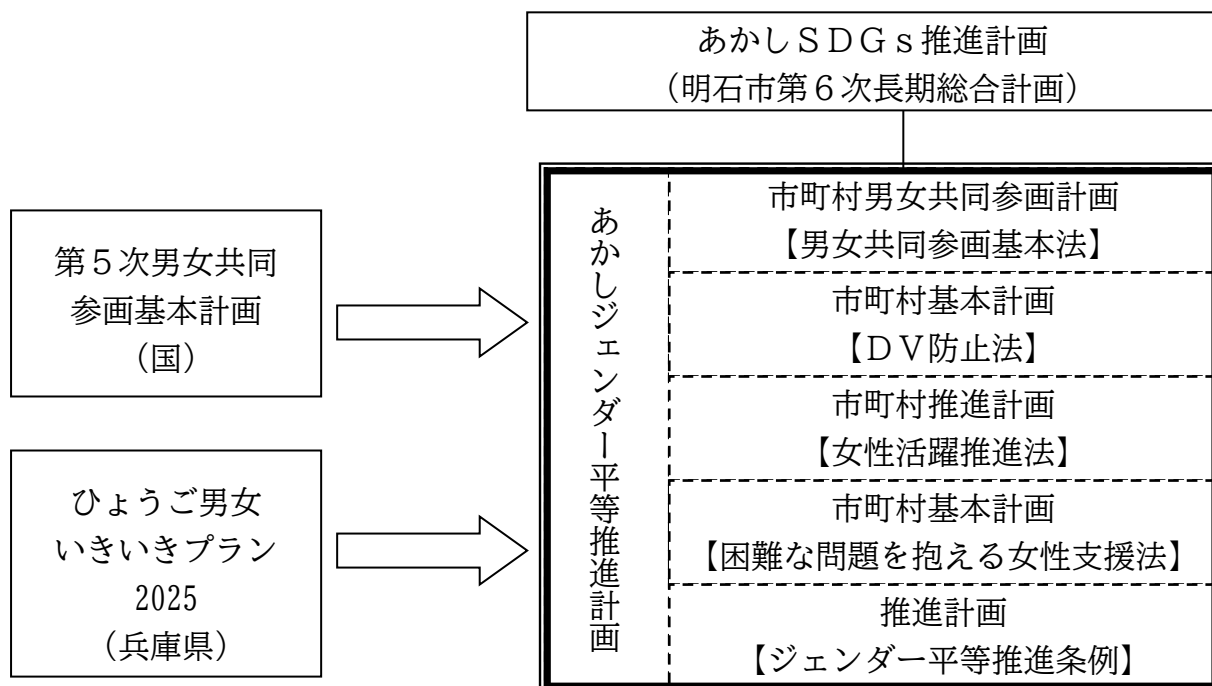 あかしＳＤＧｓ推進計画
（明石市第６次長期総合計画）
第５次男女共同
参画基本計画
（国）
ひょうご男女
いきいきプラン
2025
（兵庫県）
あかしジェンダー平等推進計画
市町村男女共同参画計画
【男女共同参画基本法】
市町村基本計画
【ＤＶ防止法】
市町村推進計画
【女性活躍推進法】
市町村基本計画
【困難な問題を抱える女性支援法】
推進計画
【ジェンダー平等推進条例】